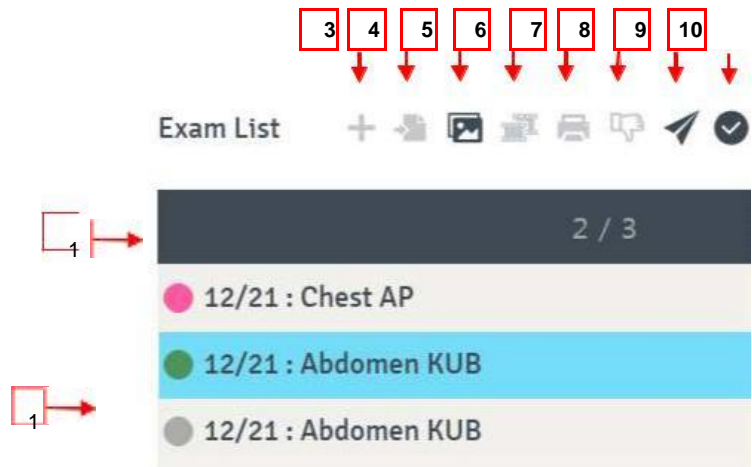 3 4 5 6 7 8 9 10
Exam List
1
2 / 3
12/21 : Chest AP
12/21 : Abdomen KUB
1
12/21 : Abdomen KUB